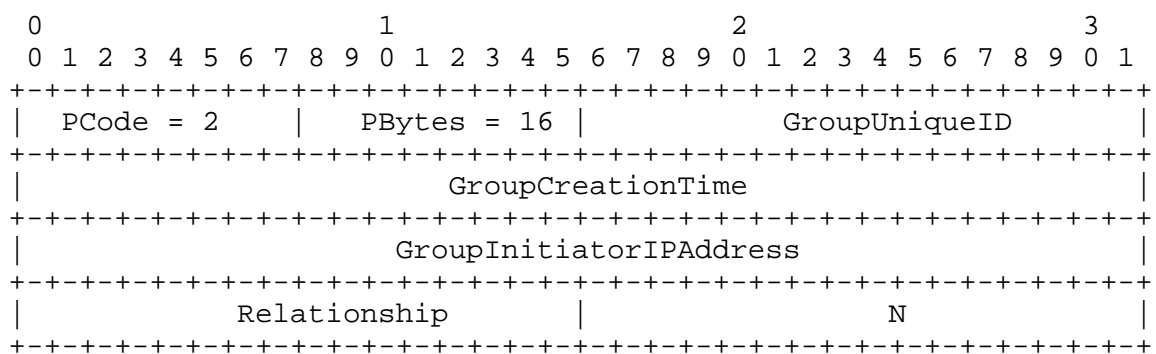 0                   1                   2                   3
 0 1 2 3 4 5 6 7 8 9 0 1 2 3 4 5 6 7 8 9 0 1 2 3 4 5 6 7 8 9 0 1
+-+-+-+-+-+-+-+-+-+-+-+-+-+-+-+-+-+-+-+-+-+-+-+-+-+-+-+-+-+-+-+-+
|  PCode = 2    |  PBytes = 16  |         GroupUniqueID         |
+-+-+-+-+-+-+-+-+-+-+-+-+-+-+-+-+-+-+-+-+-+-+-+-+-+-+-+-+-+-+-+-+
|                       GroupCreationTime                       |
+-+-+-+-+-+-+-+-+-+-+-+-+-+-+-+-+-+-+-+-+-+-+-+-+-+-+-+-+-+-+-+-+
|                    GroupInitiatorIPAddress                    |
+-+-+-+-+-+-+-+-+-+-+-+-+-+-+-+-+-+-+-+-+-+-+-+-+-+-+-+-+-+-+-+-+
|          Relationship         |               N               |
+-+-+-+-+-+-+-+-+-+-+-+-+-+-+-+-+-+-+-+-+-+-+-+-+-+-+-+-+-+-+-+-+